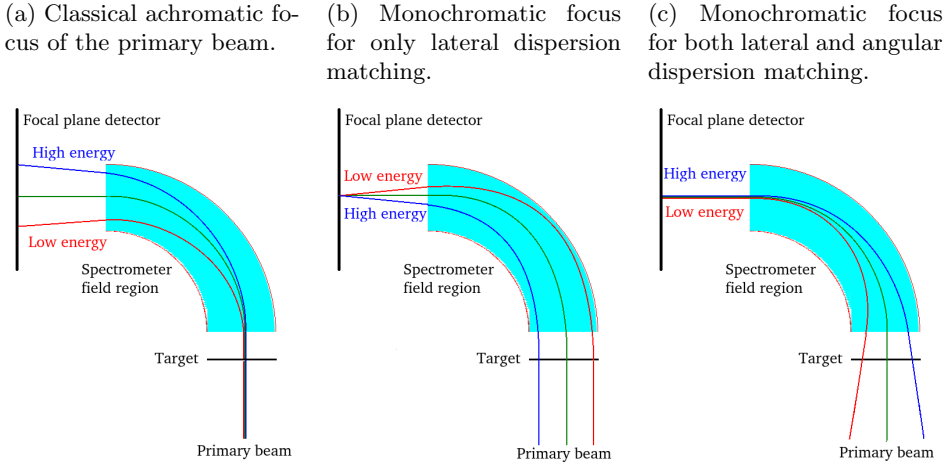 (a) Classical achromatic fo-
cus of the primary beam.
(b) Monochromatic focus
for only lateral dispersion
matching.
(c) Monochromatic focus
for both lateral and angular
dispersion matching.
Focal plane detector
High energy
Low energy
Spectrometer
field region
Target
Primary beam
Focal plane detector
Low energy
High energy
Spectrometer
field region
Target
Primary beam
Focal plane detector
High energy
Low energy
Spectrometer
field region
Target
Primary beam